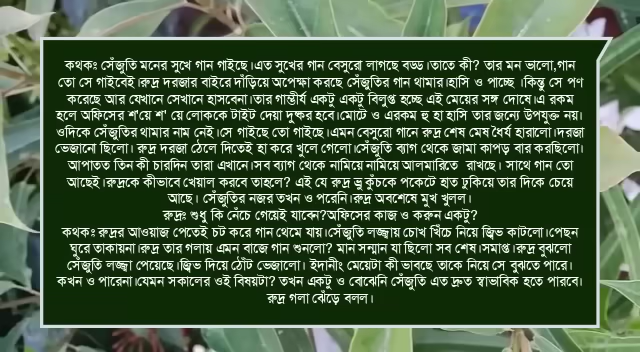 কথকঃ সেঁজুতি মনের সুখে গান গাইছে।এত সুখের গান বেসুরো লাগছে বড্ড।তাতে কী? তার মন ভালো,গান
তো সে গাইবেই।রুদ্র দরজার বাইরে দাঁড়িয়ে অপেক্ষা করছে সেঁজুতির গান থামার।হাসি ও পাচ্ছে ।কিন্তু সে পণ
করেছে আর যেখানে সেখানে হাসবেনা।তার গাম্ভীর্য একটু একটু বিলুপ্ত হচ্ছে এই মেয়ের সঙ্গ দোষে।এ রকম
হলে অফিসের শ'য়ে শ' য়ে লোককে টাইট দেয়া দুষ্কর হবে।মোটে ও এরকম হু হা হাসি তার জন্যে উপযুক্ত নয়।
ওদিকে সেঁজুতির থামার নাম নেই।সে গাইছে তো গাইছে।এমন বেসুরো গানে রুদ্র শেষ মেষ ধৈর্য হারালো।দরজা
ভেজানো ছিলো। রুদ্র দরজা ঠেলে দিতেই হা করে খুলে গেলো।সেঁজুতি ব্যাগ থেকে জামা কাপড় বার করছিলো।
আপাতত তিন কী চারদিন তারা এখানে।সব ব্যাগ থেকে নামিয়ে নামিয়ে আলমারিতে রাখছে। সাথে গান তো
আছেই।রুদ্রকে কীভাবে খেয়াল করবে তাহলে? এই যে রুদ্র ভ্রু কুঁচকে পকেটে হাত ঢুকিয়ে তার দিকে চেয়ে
আছে। সেঁজুতির নজর তখন ও পরেনি।রুদ্র অবশেষে মুখ খুলল।
রুদ্রঃ শুধু কি নেঁচে গেয়েই যাবেন?অফিসের কাজ ও করুন একটু?
কথকঃ রুদ্রর আওয়াজ পেতেই চট করে গান থেমে যায়।সেঁজুতি লজ্জায় চোখ খিঁচে নিয়ে জ্বিভ কাটলো।পেছন
ঘুরে তাকায়না।রুদ্র তার গলায় এমন বাজে গান শুনলো? মান সন্মান যা ছিলো সব শেষ।সমাপ্ত।রুদ্র বুঝলো
সেঁজুতি লজ্জা পেয়েছে।জ্বিভ দিয়ে ঠোঁট ভেজালো। ইদানীং মেয়েটা কী ভাবছে তাকে নিয়ে সে বুঝতে পারে।
কখন ও পারেনা।যেমন সকালের ওই বিষয়টা? তখন একটু ও বোঝেনি সেঁজুতি এত দ্রুত স্বাভাবিক হতে পারবে।
রুদ্র গলা ঝেঁড়ে বলল।